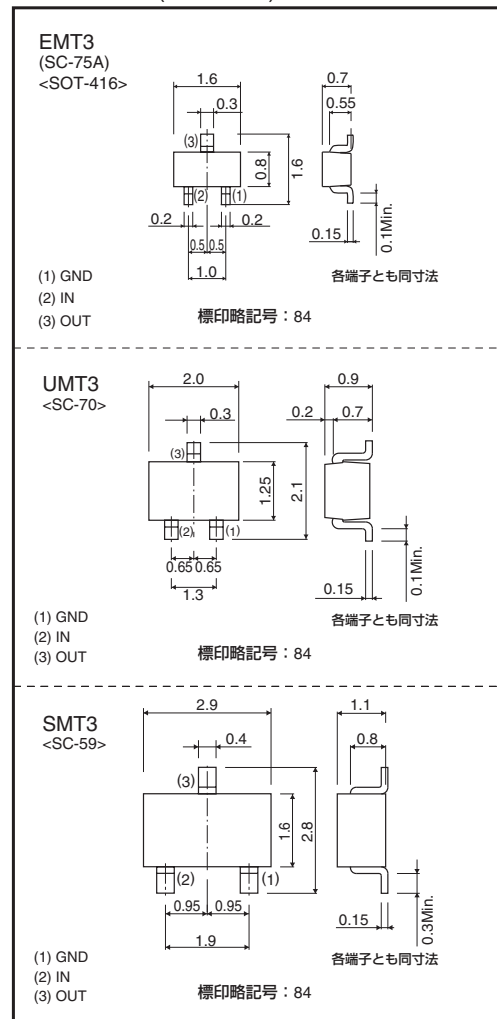 EMT3
(SC-75A)
<SOT-416>
1.6
0.3
(3)
0.8
1.6
(2)
(1)
0.2
0.2
0.5
0.5
1.0
0.7
0.55
0.15
0.1Min.
(1) GND
(2) IN
(3) OUT
各端子とも同寸法
標印略記号：84
UMT3
<SC-70>
2.0
0.3
(3)
1.25
2.1
(2)
(1)
0.65
0.65
1.3
0.9
0.2
0.7
0.15
0.1Min.
(1) GND
(2) IN
(3) OUT
各端子とも同寸法
標印略記号：84
SMT3
<SC-59>
2.9
0.4
(3)
1.6
2.8
(2)
(1)
0.95
0.95
1.9
1.1
0.8
0.15
0.3Min.
(1) GND
(2) IN
(3) OUT
各端子とも同寸法
標印略記号：84